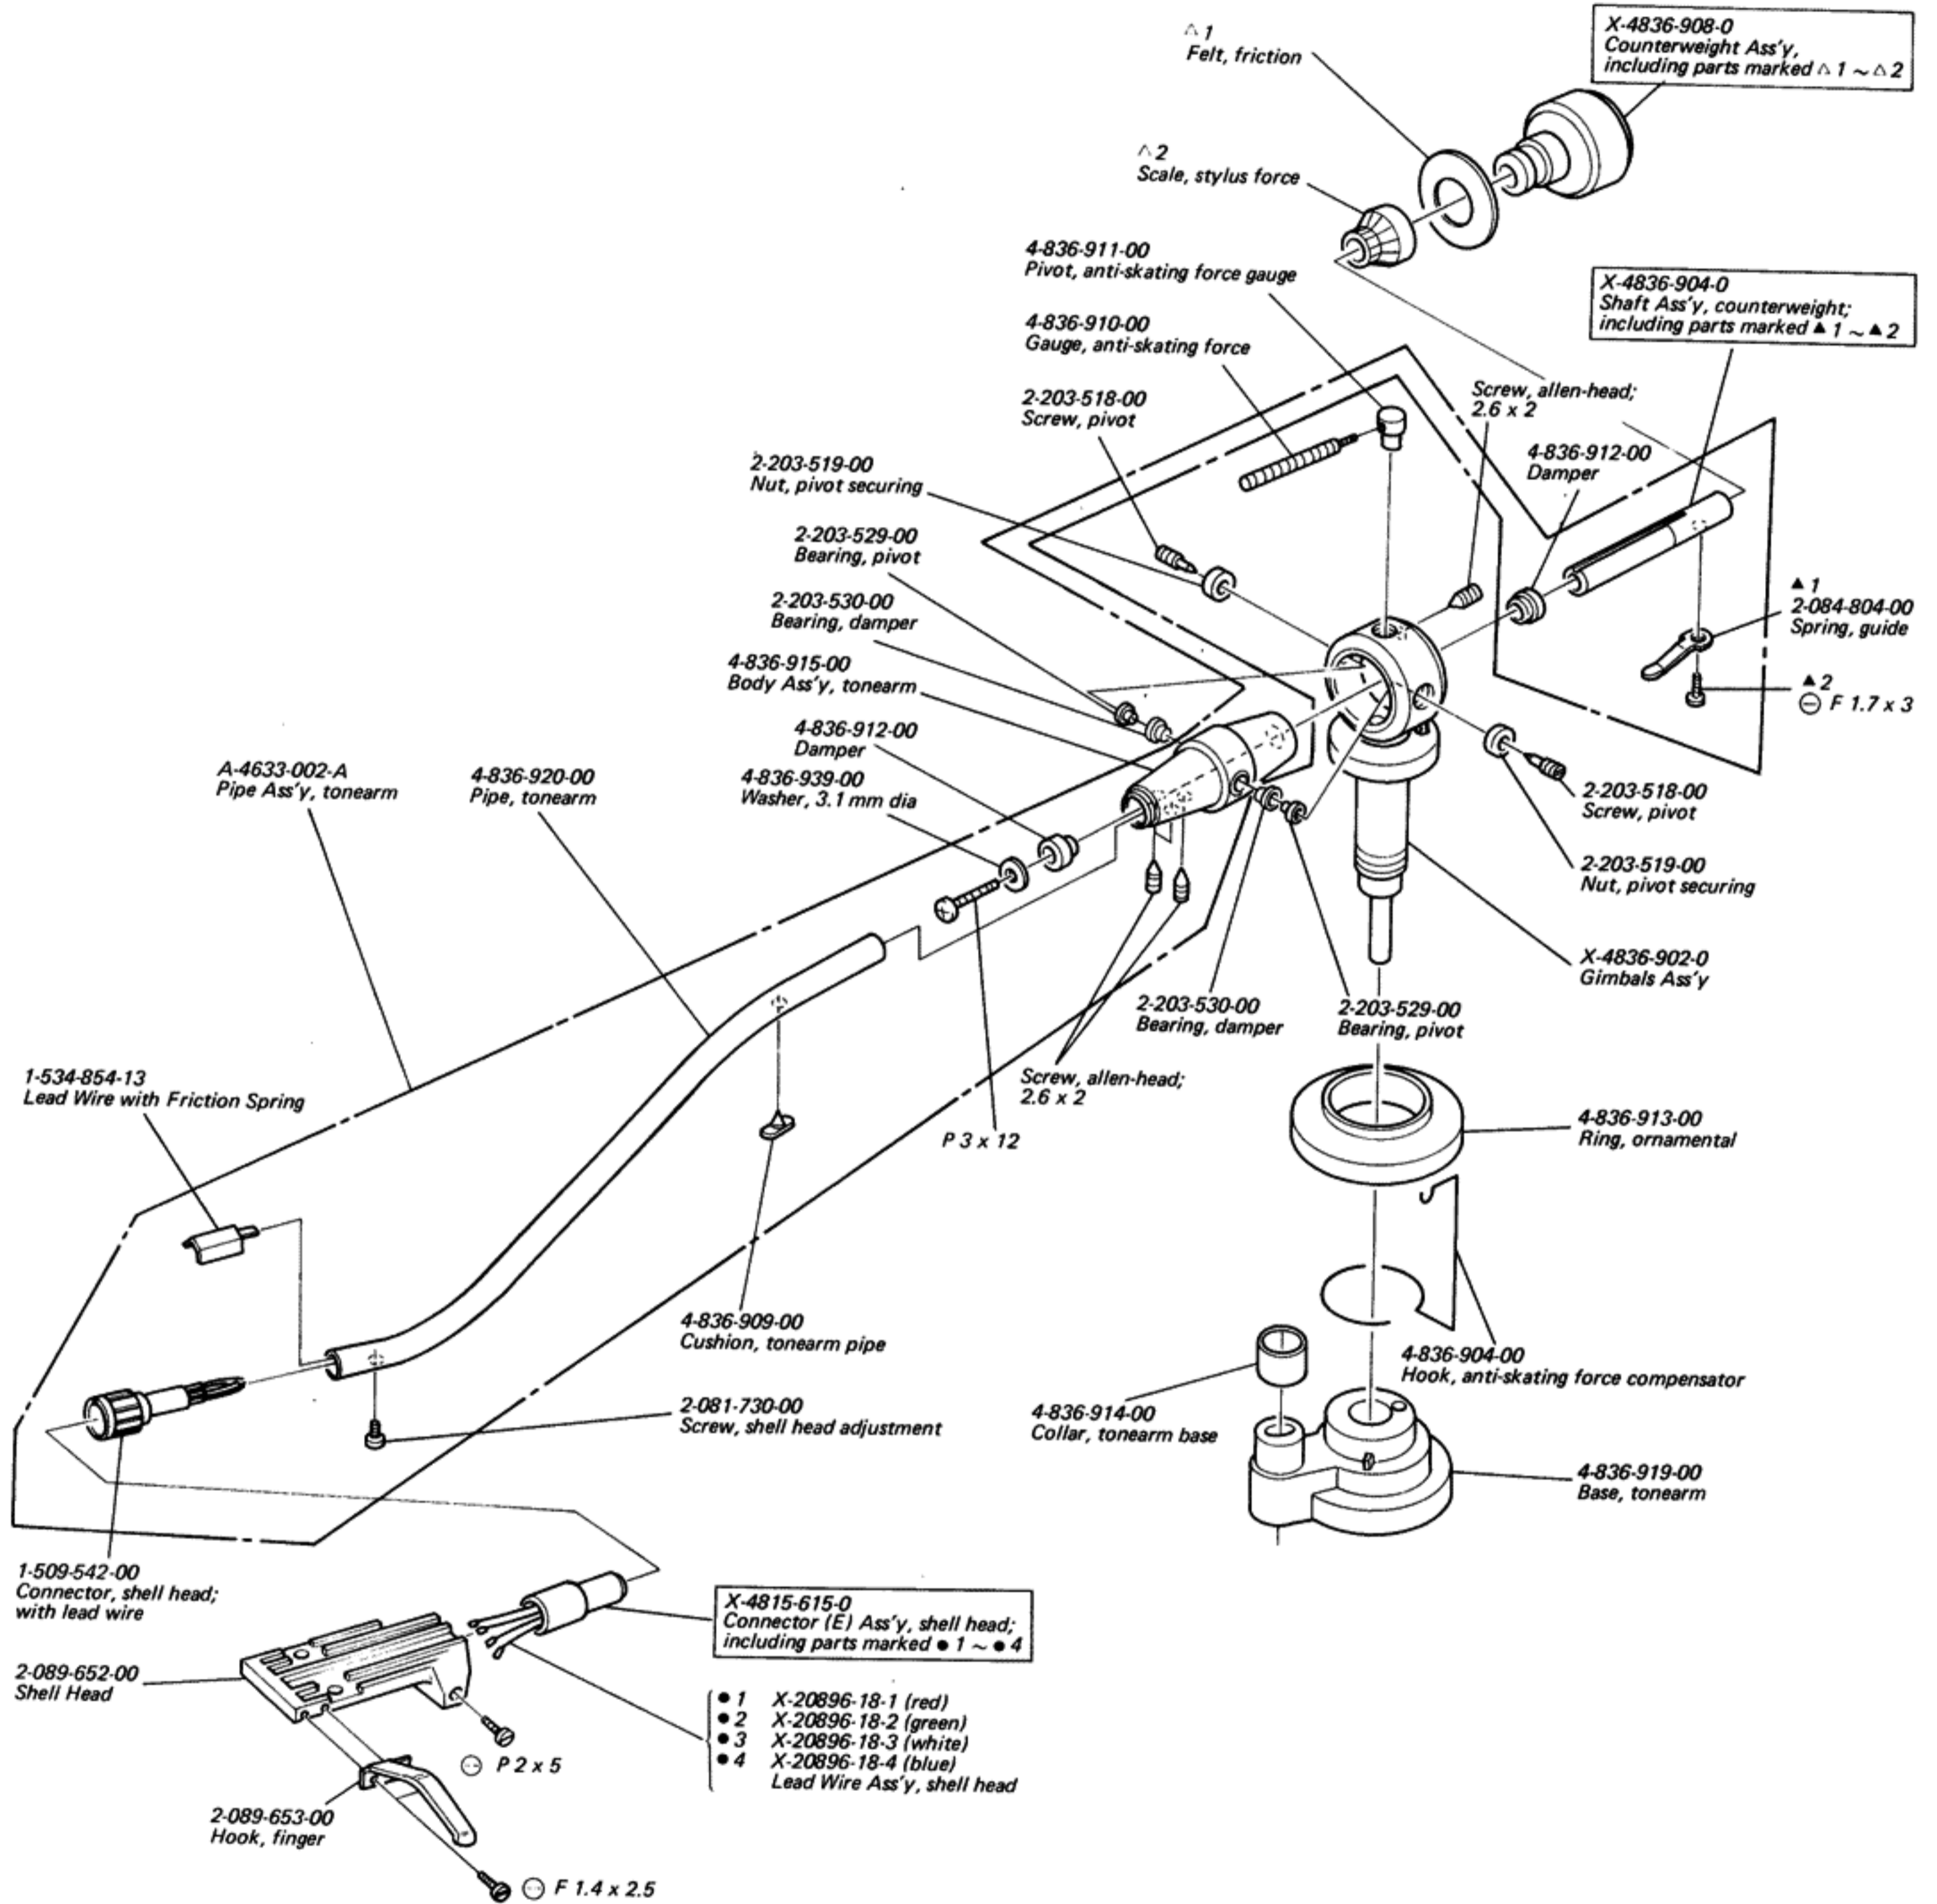 △ 1
Felt, friction
X-4836-908-0
Counterweight Ass'y,
including parts marked △ 1 ~ △ 2
△ 2
Scale, stylus force
4-836-911-00
Pivot, anti-skating force gauge
X-4836-904-0
Shaft Ass'y, counterweight;
including parts marked ▲ 1 ~ ▲ 2
4-836-910-00
Gauge, anti-skating force
2-203-518-00
Screw, pivot
Screw, allen-head;
2.6 x 2
4-836-912-00
Damper
2-203-519-00
Nut, pivot securing
2-203-529-00
Bearing, pivot
2-203-530-00
Bearing, damper
▲ 1
2-084-804-00
Spring, guide
4-836-915-00
Body Ass'y, tonearm
▲ 2
⊖ F 1.7 x 3
4-836-912-00
Damper
A-4633-002-A
Pipe Ass'y, tonearm
4-836-920-00
Pipe, tonearm
4-836-939-00
Washer, 3.1 mm dia
2-203-518-00
Screw, pivot
2-203-519-00
Nut, pivot securing
X-4836-902-0
Gimbals Ass'y
2-203-530-00
Bearing, damper
2-203-529-00
Bearing, pivot
1-534-854-13
Lead Wire with Friction Spring
Screw, allen-head;
2.6 x 2
P 3 x 12
4-836-913-00
Ring, ornamental
4-836-909-00
Cushion, tonearm pipe
4-836-904-00
Hook, anti-skating force compensator
2-081-730-00
Screw, shell head adjustment
4-836-914-00
Collar, tonearm base
4-836-919-00
Base, tonearm
1-509-542-00
Connector, shell head;
with lead wire
X-4815-615-0
Connector (E) Ass'y, shell head;
including parts marked ● 1 ~ ● 4
2-089-652-00
Shell Head
● 1 X-20896-18-1 (red)
● 2 X-20896-18-2 (green)
● 3 X-20896-18-3 (white)
● 4 X-20896-18-4 (blue)
Lead Wire Ass'y, shell head
⊖ P 2 x 5
2-089-653-00
Hook, finger
⊖ F 1.4 x 2.5